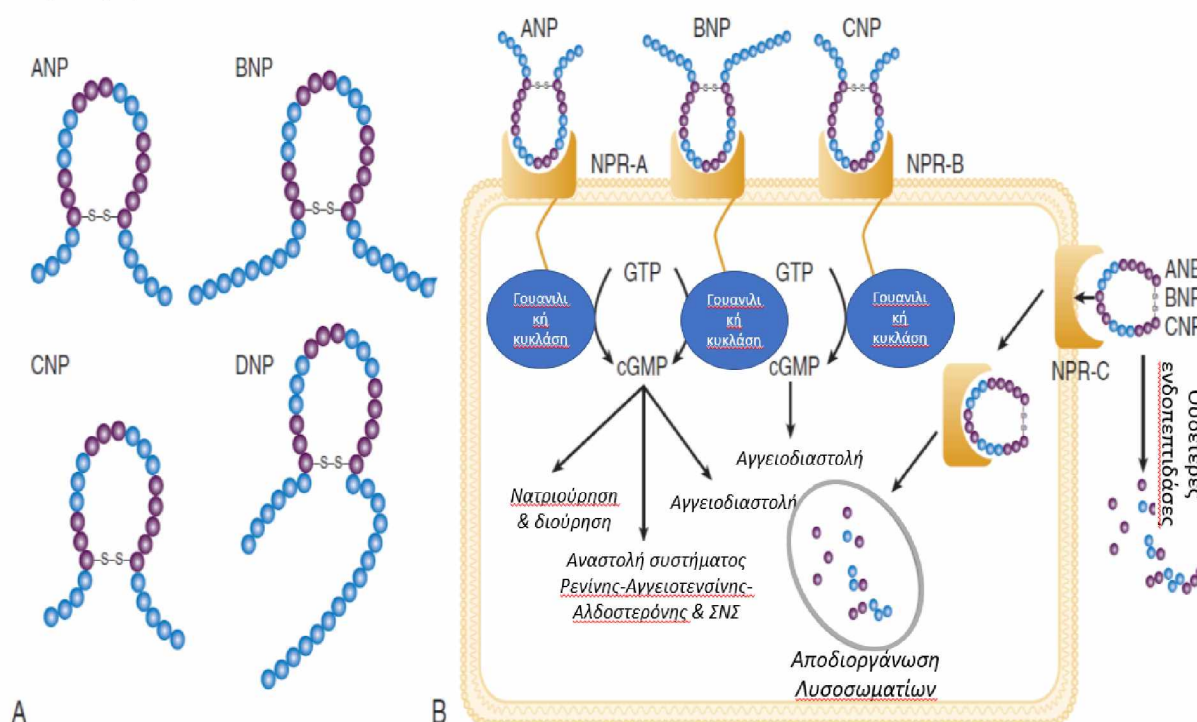 ANP
BNP
S-S
S-S
CNP
DNP
S-S
S-S
A
ANP
BNP
CNP
S-S
S-S
S-S
NPR-A
NPR-B
GTP
GTP
Γουανιλι
κή
κυκλάση
Γουανιλι
κή
κυκλάση
Γουανιλι
κή
κυκλάση
cGMP
cGMP
Νατριούρηση
& διούρηση
Αγγειοδιαστολή
Αγγειοδιαστολή
Αναστολή συστήματος
Ρενίνης-Αγγειοτενσίνης-
Αλδοστερόνης & ΣΝΣ
Αποδιοργάνωση
Λυσοσωματίων
NPR-C
BNP
ενδοπεπτιδάσες
B